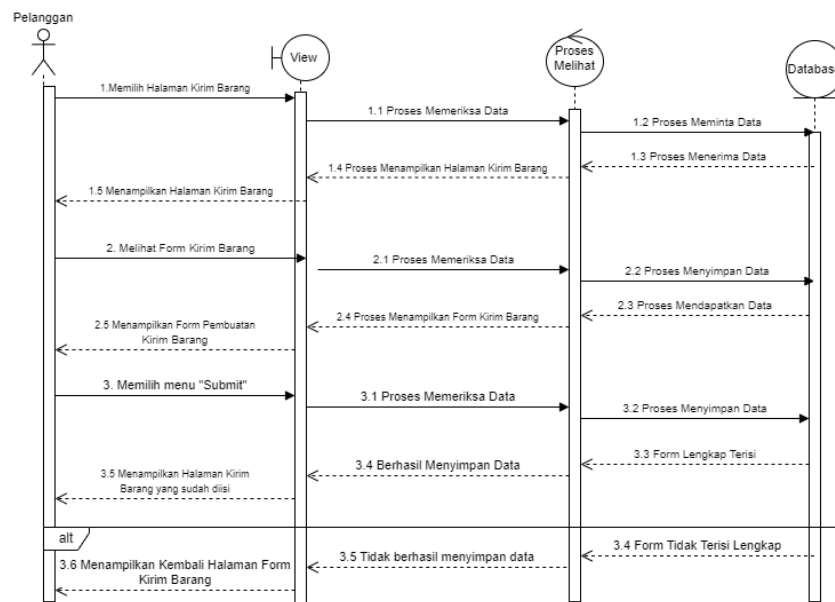 Pelanggan
View
Proses
Melihat
Database
1.Memilih Halaman Kirim Barang
1.1 Proses Memeriksa Data
1.2 Proses Meminta Data
1.3 Proses Menerima Data
1.4 Proses Menampilkan Halaman Kirim Barang
1.5 Menampilkan Halaman Kirim Barang
2. Melihat Form Kirim Barang
2.1 Proses Memeriksa Data
2.2 Proses Menyimpan Data
2.3 Proses Mendapatkan Data
2.4 Proses Menampilkan Form Kirim Barang
2.5 Menampilkan Form Pembuatan
Kirim Barang
3. Memilih menu "Submit"
3.1 Proses Memeriksa Data
3.2 Proses Menyimpan Data
3.3 Form Lengkap Terisi
3.4 Berhasil Menyimpan Data
3.5 Menampilkan Halaman Kirim
Barang yang sudah diisi
alt
3.4 Form Tidak Terisi Lengkap
3.5 Tidak berhasil menyimpan data
3.6 Menampilkan Kembali Halaman Form
Kirim Barang